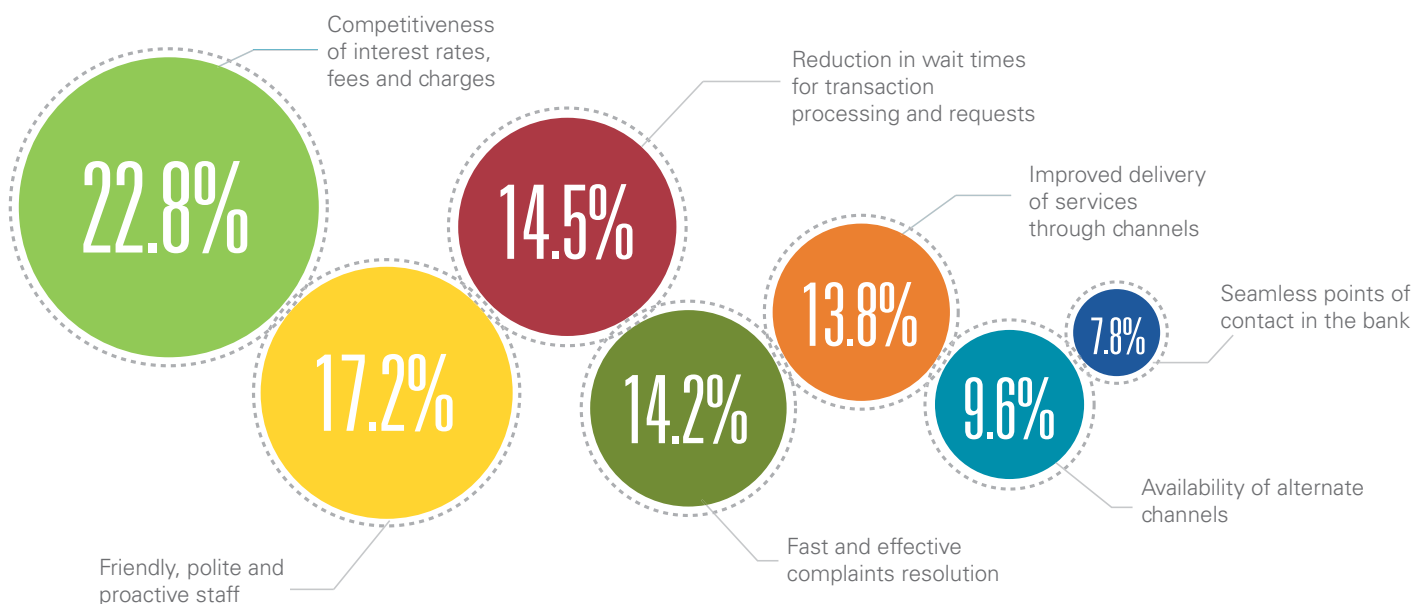 Competitiveness
of interest rates,
fees and charges
22.8%
Friendly, polite and
proactive staff
17.2%
Reduction in wait times
for transaction
processing and requests
14.5%
Fast and effective
complaints resolution
14.2%
Improved delivery
of services
through channels
13.8%
Availability of alternate
channels
9.6%
Seamless points of
contact in the bank
7.8%